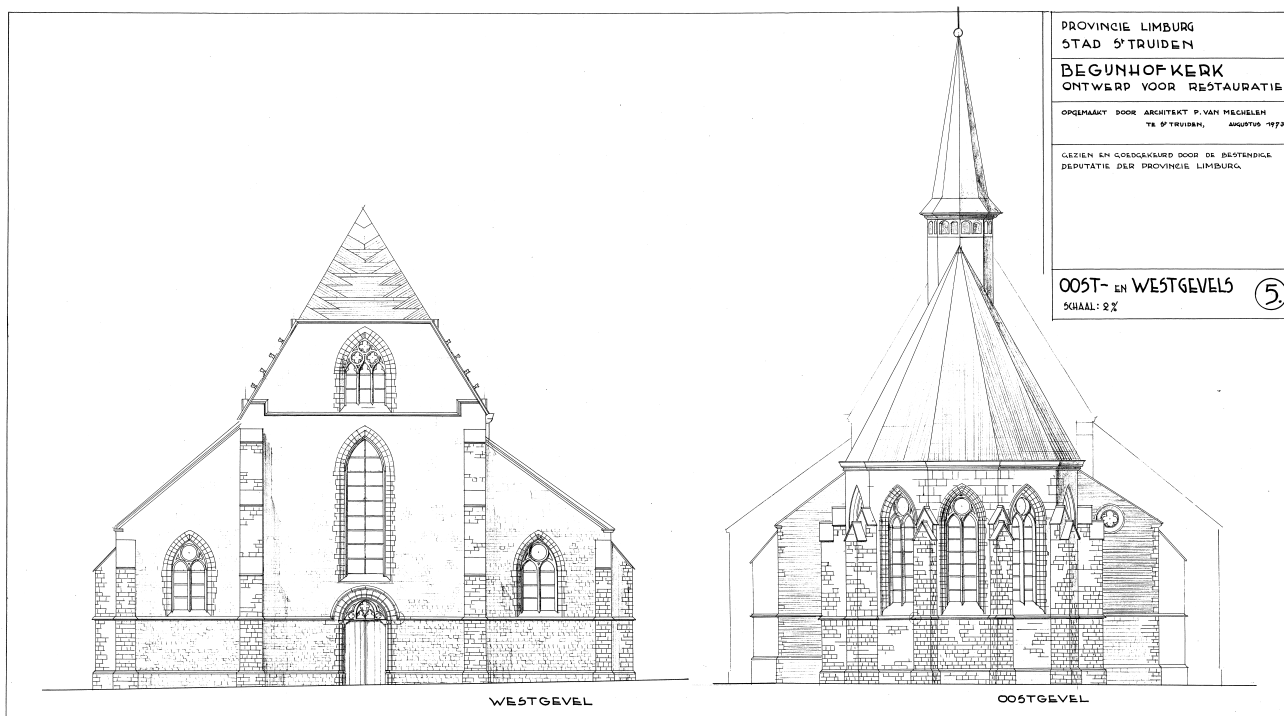 PROVINCIE LIMBURG
STAD Sᵗ TRUIDEN
BEGIJNHOFKERK
ONTWERP VOOR RESTAURATIE
OPGEMAAKT DOOR ARCHITEKT P. VAN MECHELEN
TE Sᵗ TRUIDEN, AUGUSTUS 1973
GEZIEN EN GOEDGEKEURD DOOR DE BESTENDIGE
DEPUTATIE DER PROVINCIE LIMBURG
OOST- EN WESTGEVELS
SCHAAL: 2%
5.
WESTGEVEL
OOSTGEVEL